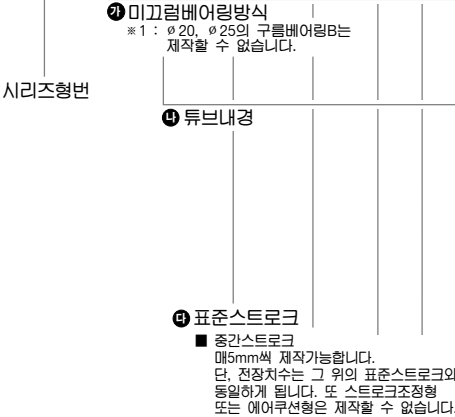 ㉮ 미끄럼베어링방식
※1 : ø20, ø25의 구름베어링B는
제작할 수 없습니다.
시리즈형번
㉯ 튜브내경
㉰ 표준스트로크
■ 중간스트로크
매5mm씩 제작가능합니다.
단, 전장치수는 그 위의 표준스트로크와
동일하게 됩니다. 또 스트로크조정형
또는 에어쿠션형은 제작할 수 없습니다.